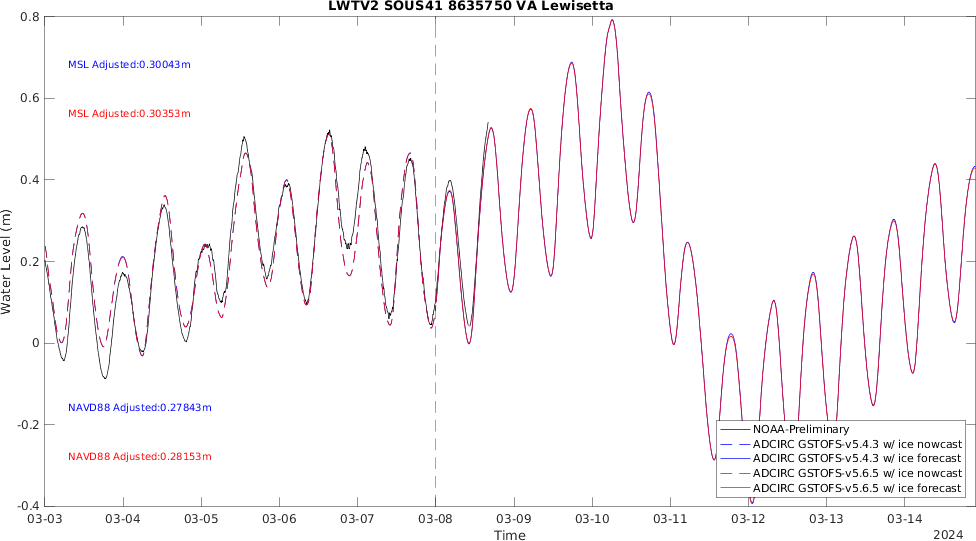 LWTV2 SOUS41 8635750 VA Lewisetta
0.8
0.6
0.4
0.2
0
-0.2
-0.4
Water Level (m)
MSL Adjusted:0.30043m
MSL Adjusted:0.30353m
NAVD88 Adjusted:0.27843m
NAVD88 Adjusted:0.28153m
NOAA-Preliminary
ADCIRC GSTOFS-v5.4.3 w/ ice nowcast
ADCIRC GSTOFS-v5.4.3 w/ ice forecast
ADCIRC GSTOFS-v5.6.5 w/ ice nowcast
ADCIRC GSTOFS-v5.6.5 w/ ice forecast
03-03 03-04 03-05 03-06 03-07 03-08 03-09 03-10 03-11 03-12 03-13 03-14
Time
2024